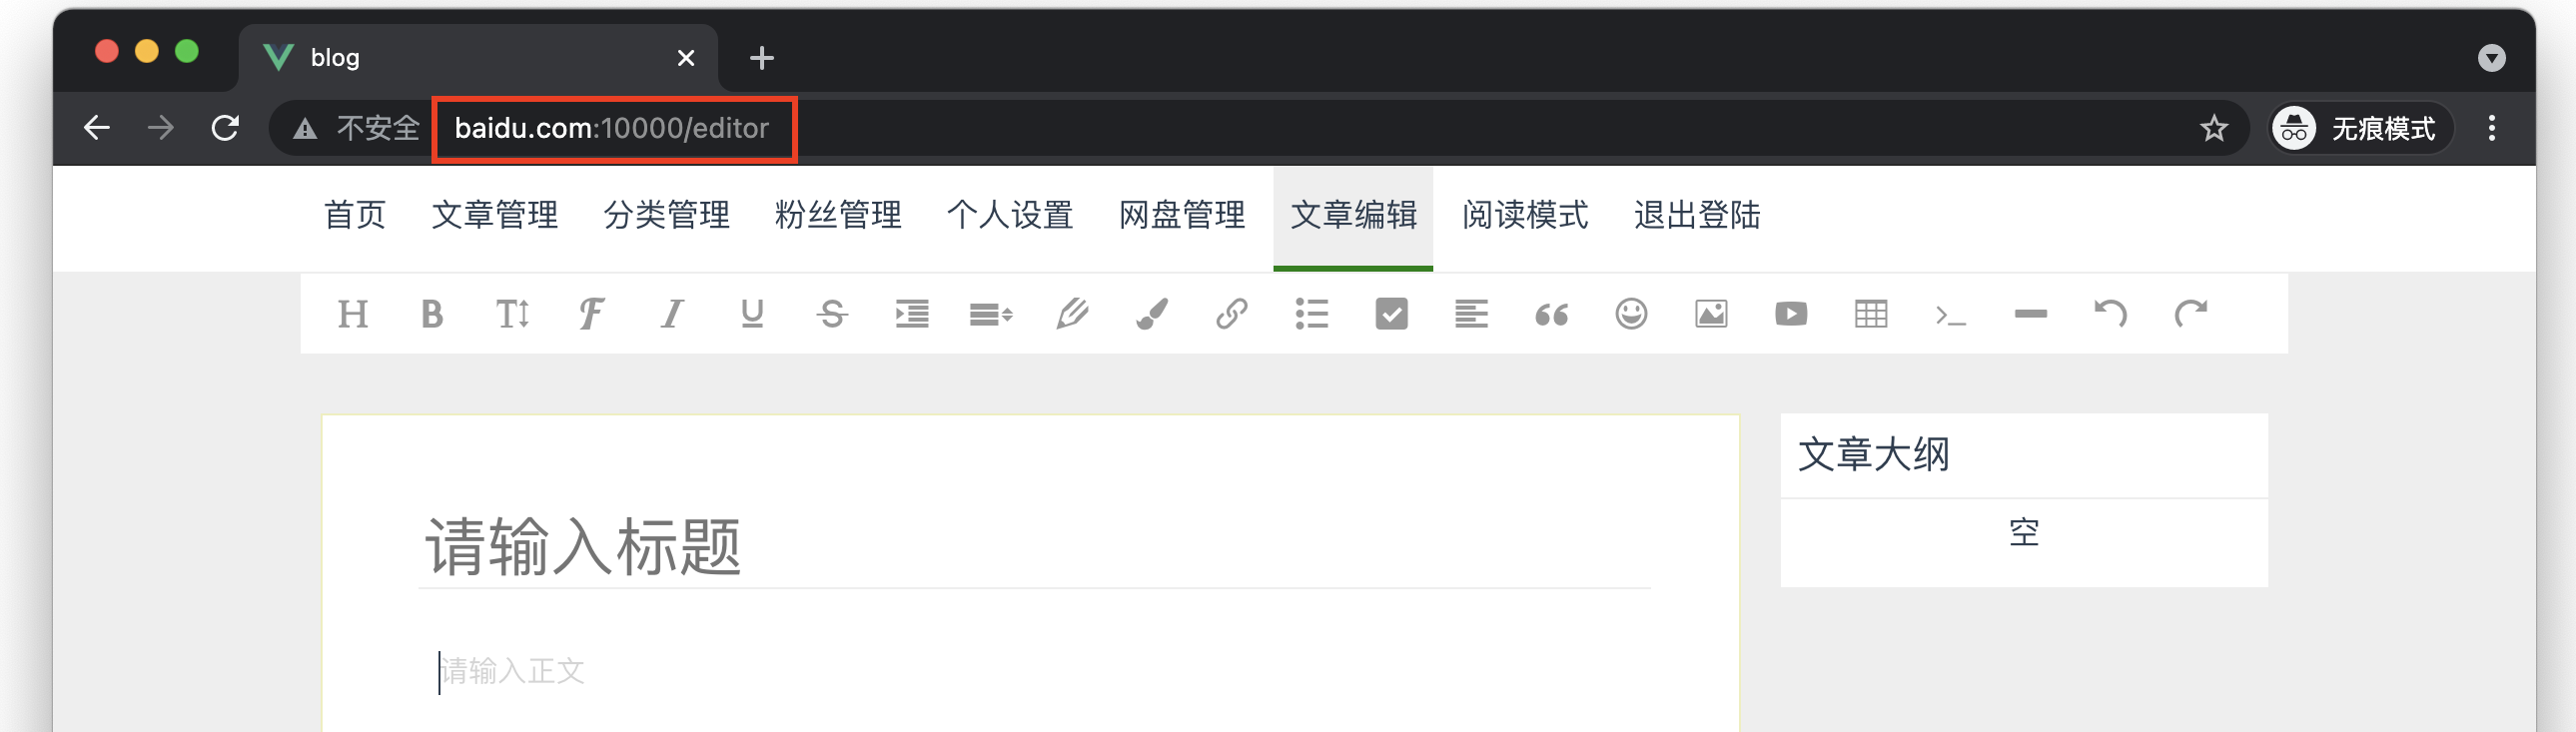 blog
不安全 baidu.com:10000/editor 无痕模式
首页 文章管理 分类管理 粉丝管理 个人设置 网盘管理 文章编辑 阅读模式 退出登陆
文章大纲
请输入标题
空
请输入正文